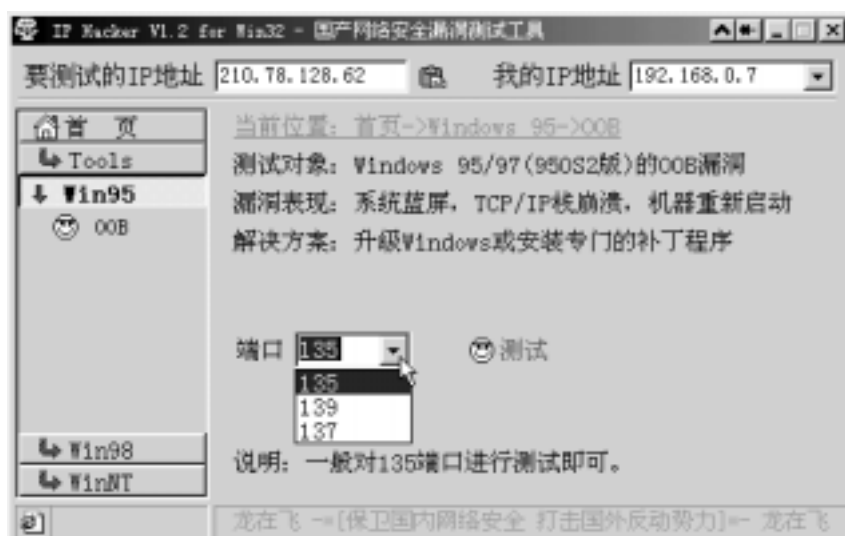 IP Hacker V1.2 for Win32 - 国产网络安全漏洞测试工具
要测试的IP地址 210.78.128.62 我的IP地址 192.168.0.7
首 页
Tools
Win95
OOB
Win98
WinNT
当前位置: 首页->Windows 95->OOB
测试对象: Windows 95/97(95OS2版)的OOB漏洞
漏洞表现: 系统蓝屏, TCP/IP栈崩溃, 机器重新启动
解决方案: 升级Windows或安装专门的补丁程序
端口 135 测试
135
139
137
说明: 一般对135端口进行测试即可。
龙在飞 -=[保卫国内网络安全 打击国外反动势力]=- 龙在飞